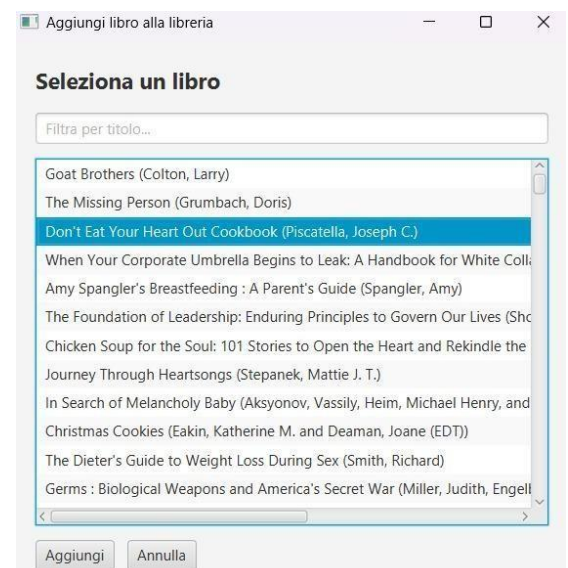 Aggiungi libro alla libreria
Seleziona un libro
Filtra per titolo...
Goat Brothers (Colton, Larry)
The Missing Person (Grumbach, Doris)
Don't Eat Your Heart Out Cookbook (Piscatella, Joseph C.)
When Your Corporate Umbrella Begins to Leak: A Handbook for White
Amy Spangler's Breastfeeding : A Parent's Guide (Spangler, Amy)
The Foundation of Leadership: Enduring Principles to Govern Our Lives
Chicken Soup for the Soul: 101 Stories to Open the Heart and Rekindle the
Journey Through Heartsongs (Stepanek, Mattie J. T.)
In Search of Melancholy Baby (Aksyonov, Vassily, Heim, Michael Henry, and
Christmas Cookies (Eakin, Katherine M. and Deaman, Joane (EDT))
The Dieter's Guide to Weight Loss During Sex (Smith, Richard)
Germs : Biological Weapons and America's Secret War (Miller, Judith,
Aggiungi Annulla